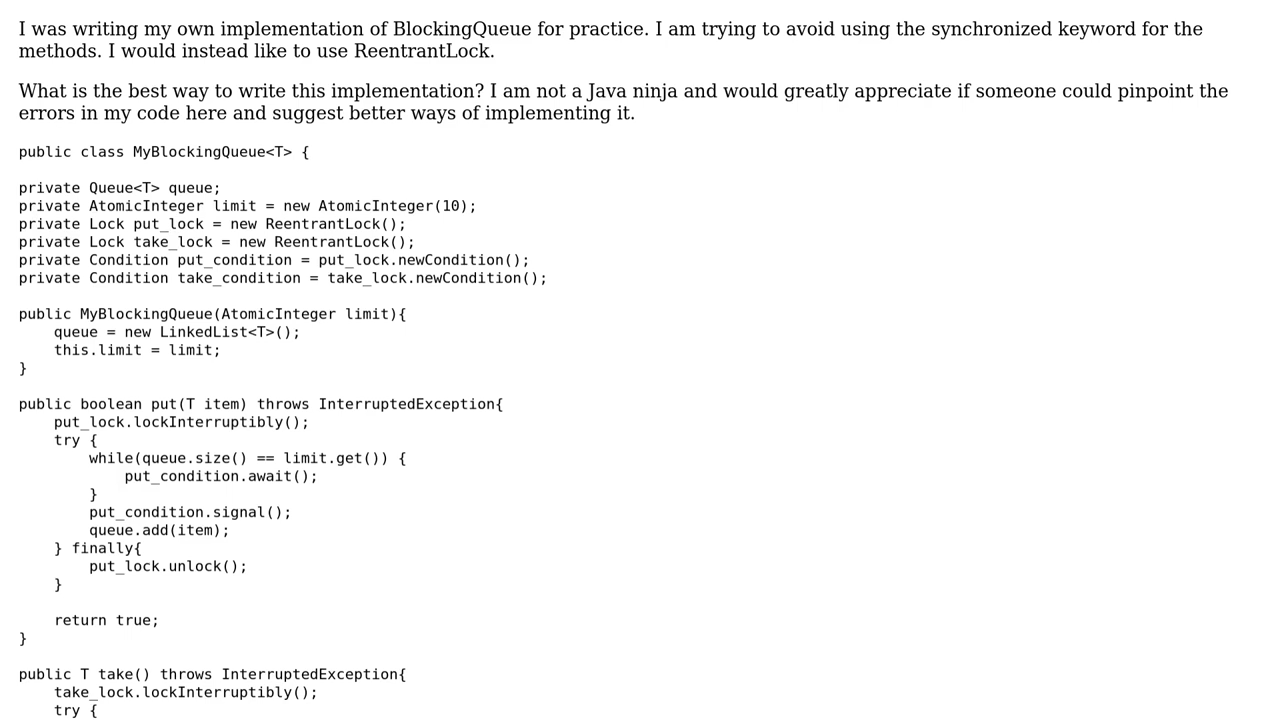 I was writing my own implementation of BlockingQueue for practice. I am trying to avoid using the synchronized keyword for the
methods. I would instead like to use ReentrantLock.
What is the best way to write this implementation? I am not a Java ninja and would greatly appreciate if someone could pinpoint the
errors in my code here and suggest better ways of implementing it.
public class MyBlockingQueue<T> {
private Queue<T> queue;
private AtomicInteger limit = new AtomicInteger(10);
private Lock put_lock = new ReentrantLock();
private Lock take_lock = new ReentrantLock();
private Condition put_condition = put_lock.newCondition();
private Condition take_condition = take_lock.newCondition();
public MyBlockingQueue(AtomicInteger limit){
    queue = new LinkedList<T>();
    this.limit = limit;
}
public boolean put(T item) throws InterruptedException{
    put_lock.lockInterruptibly();
    try {
        while(queue.size() == limit.get()) {
            put_condition.await();
        }
        put_condition.signal();
        queue.add(item);
    } finally{
        put_lock.unlock();
    }
    return true;
}
public T take() throws InterruptedException{
    take_lock.lockInterruptibly();
    try {